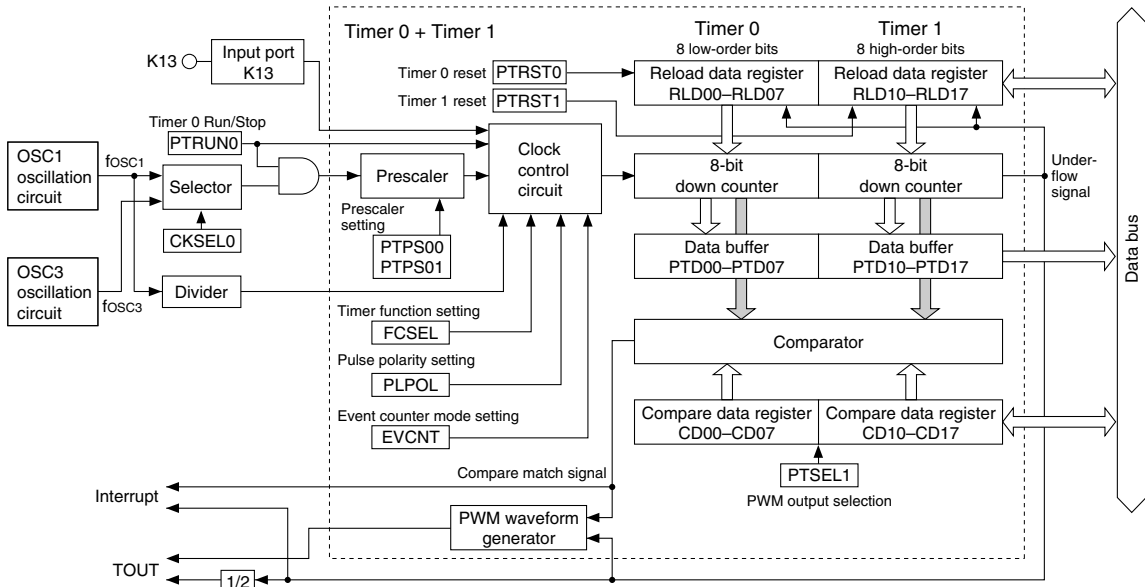 Timer 0 + Timer 1
Timer 0
8 low-order bits
Timer 1
8 high-order bits
K13
Input port
K13
Timer 0 reset
PTRST0
Timer 1 reset
PTRST1
Reload data register
RLD00–RLD07
Reload data register
RLD10–RLD17
Timer 0 Run/Stop
PTRUN0
OSC1
oscillation
circuit
fOSC1
Selector
CKSEL0
Prescaler
Prescaler
setting
PTPS00
PTPS01
Clock
control
circuit
8-bit
down counter
8-bit
down counter
Under-
flow
signal
Data buffer
PTD00–PTD07
Data buffer
PTD10–PTD17
Data bus
OSC3
oscillation
circuit
fOSC3
Divider
Timer function setting
FCSEL
Pulse polarity setting
PLPOL
Event counter mode setting
EVCNT
Comparator
Compare data register
CD00–CD07
Compare data register
CD10–CD17
PTSEL1
PWM output selection
Compare match signal
Interrupt
PWM waveform
generator
TOUT
1/2